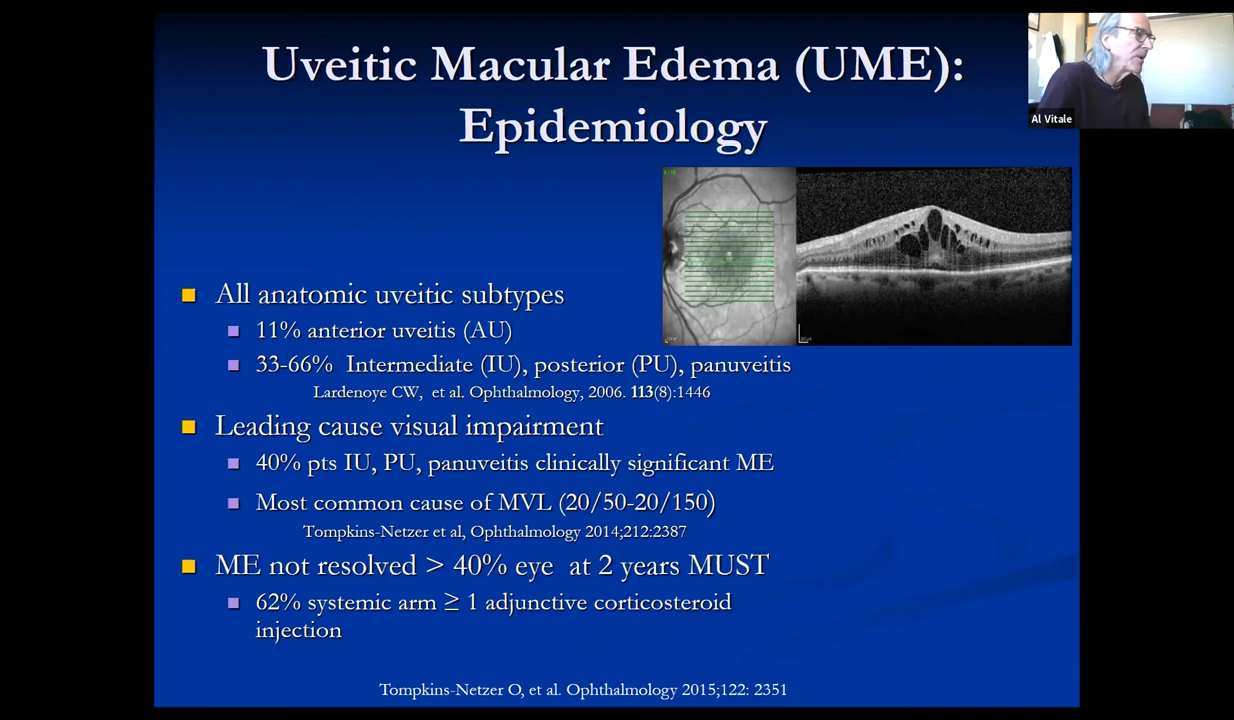 Uveitic Macular Edema (UME):
Epidemiology
Al Vitale
All anatomic uveitic subtypes
11% anterior uveitis (AU)
33-66% Intermediate (IU), posterior (PU), panuveitis
Lardenoye CW, et al. Ophthalmology, 2006. 113(8):1446
Leading cause visual impairment
40% pts IU, PU, panuveitis clinically significant ME
Most common cause of MVL (20/50-20/150)
Tompkins-Netzer et al, Ophthalmology 2014;212:2387
ME not resolved > 40% eye at 2 years MUST
62% systemic arm ≥ 1 adjunctive corticosteroid
injection
Tompkins-Netzer O, et al. Ophthalmology 2015;122: 2351